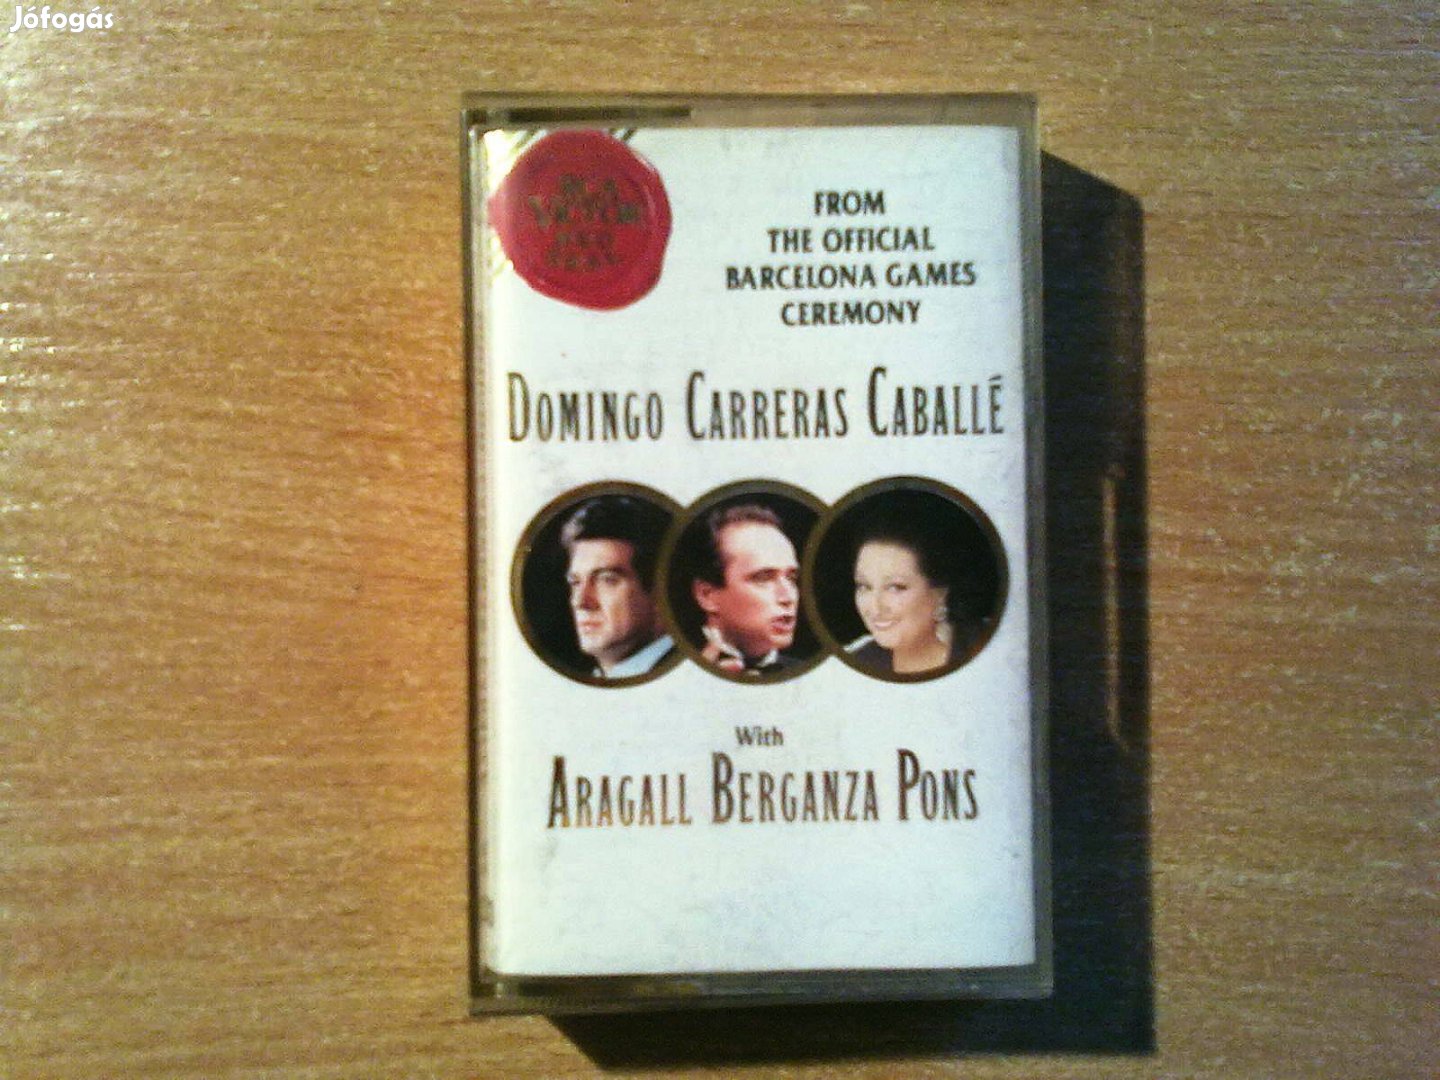 Jófogás
FROM
THE OFFICIAL
BARCELONA GAMES
CEREMONY
DOMINGO CARRERAS CABALLÉ
With
ARAGALL BERGANZA PONS